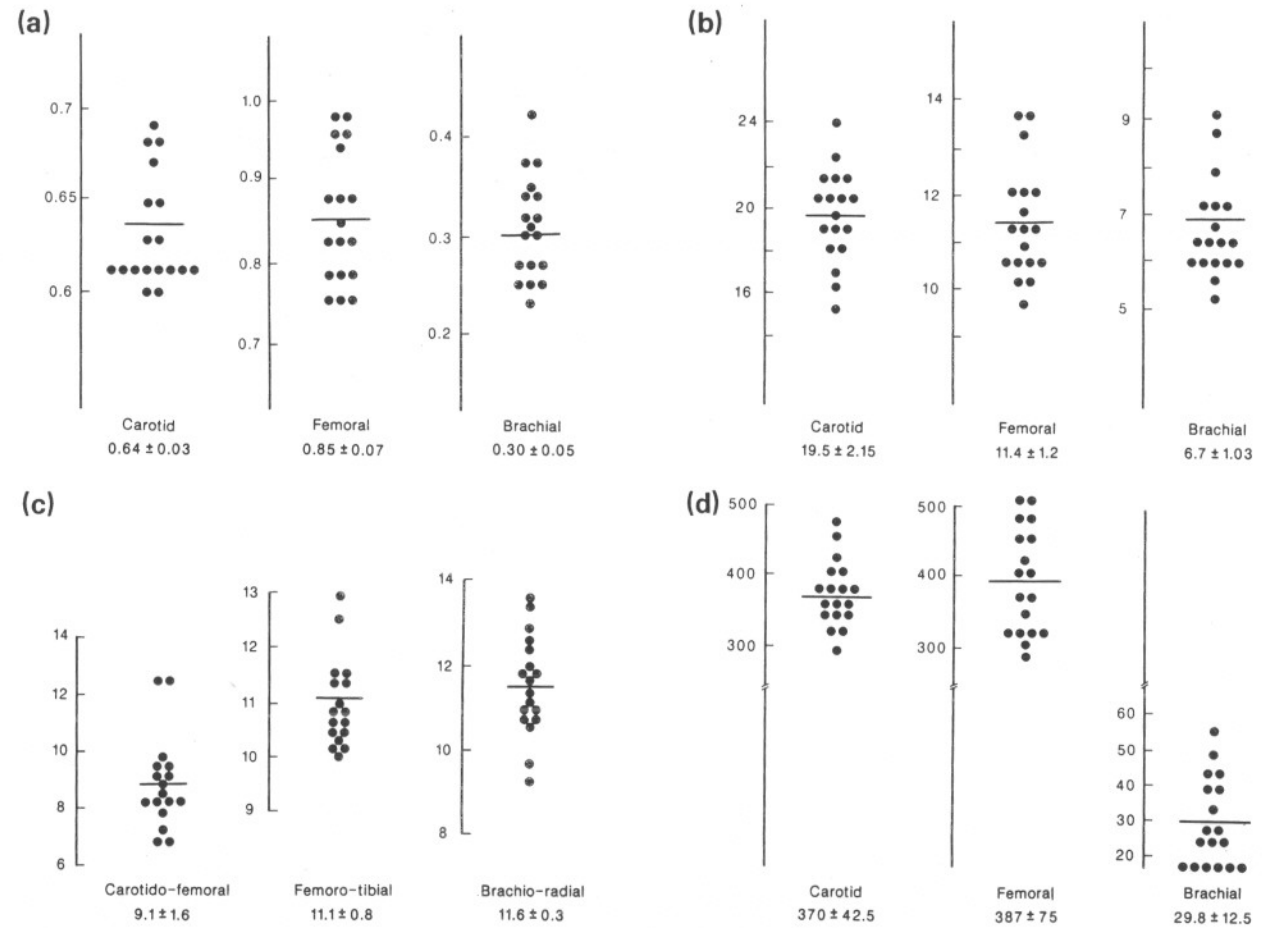 (a)
0.7
0.65
0.6
Carotid
0.64 ± 0.03
1.0
0.9
0.8
0.7
Femoral
0.85 ± 0.07
0.4
0.3
0.2
Brachial
0.30 ± 0.05
(b)
24
20
16
Carotid
19.5 ± 2.15
14
12
10
Femoral
11.4 ± 1.2
9
7
5
Brachial
6.7 ± 1.03
(c)
14
12
10
8
6
Carotido-femoral
9.1 ± 1.6
13
12
11
10
9
Femoro-tibial
11.1 ± 0.8
14
12
10
8
Brachio-radial
11.6 ± 0.3
(d)
500
400
300
Carotid
370 ± 42.5
500
400
300
Femoral
387 ± 75
60
50
40
30
20
Brachial
29.8 ± 12.5